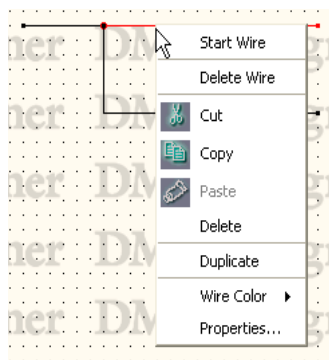 Start Wire
Delete Wire
Cut
Copy
Paste
Delete
Duplicate
Wire Color
Properties...